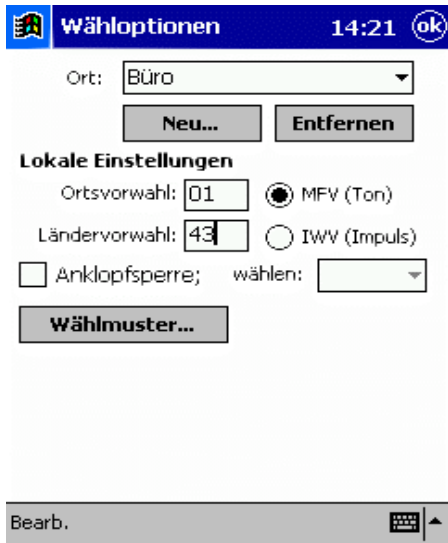 Wähloptionen 14:21 ok
Ort: Büro
Neu... Entfernen
Lokale Einstellungen
Ortsvorwahl: 01 MFV (Ton)
Ländervorwahl: 43 IWV (Impuls)
Anklopfsperre; wählen:
Wählmuster...
Bearb.